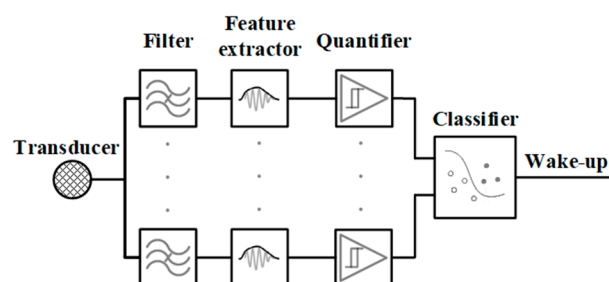 Filter
Feature
extractor
Quantifier
Classifier
Transducer
Wake-up